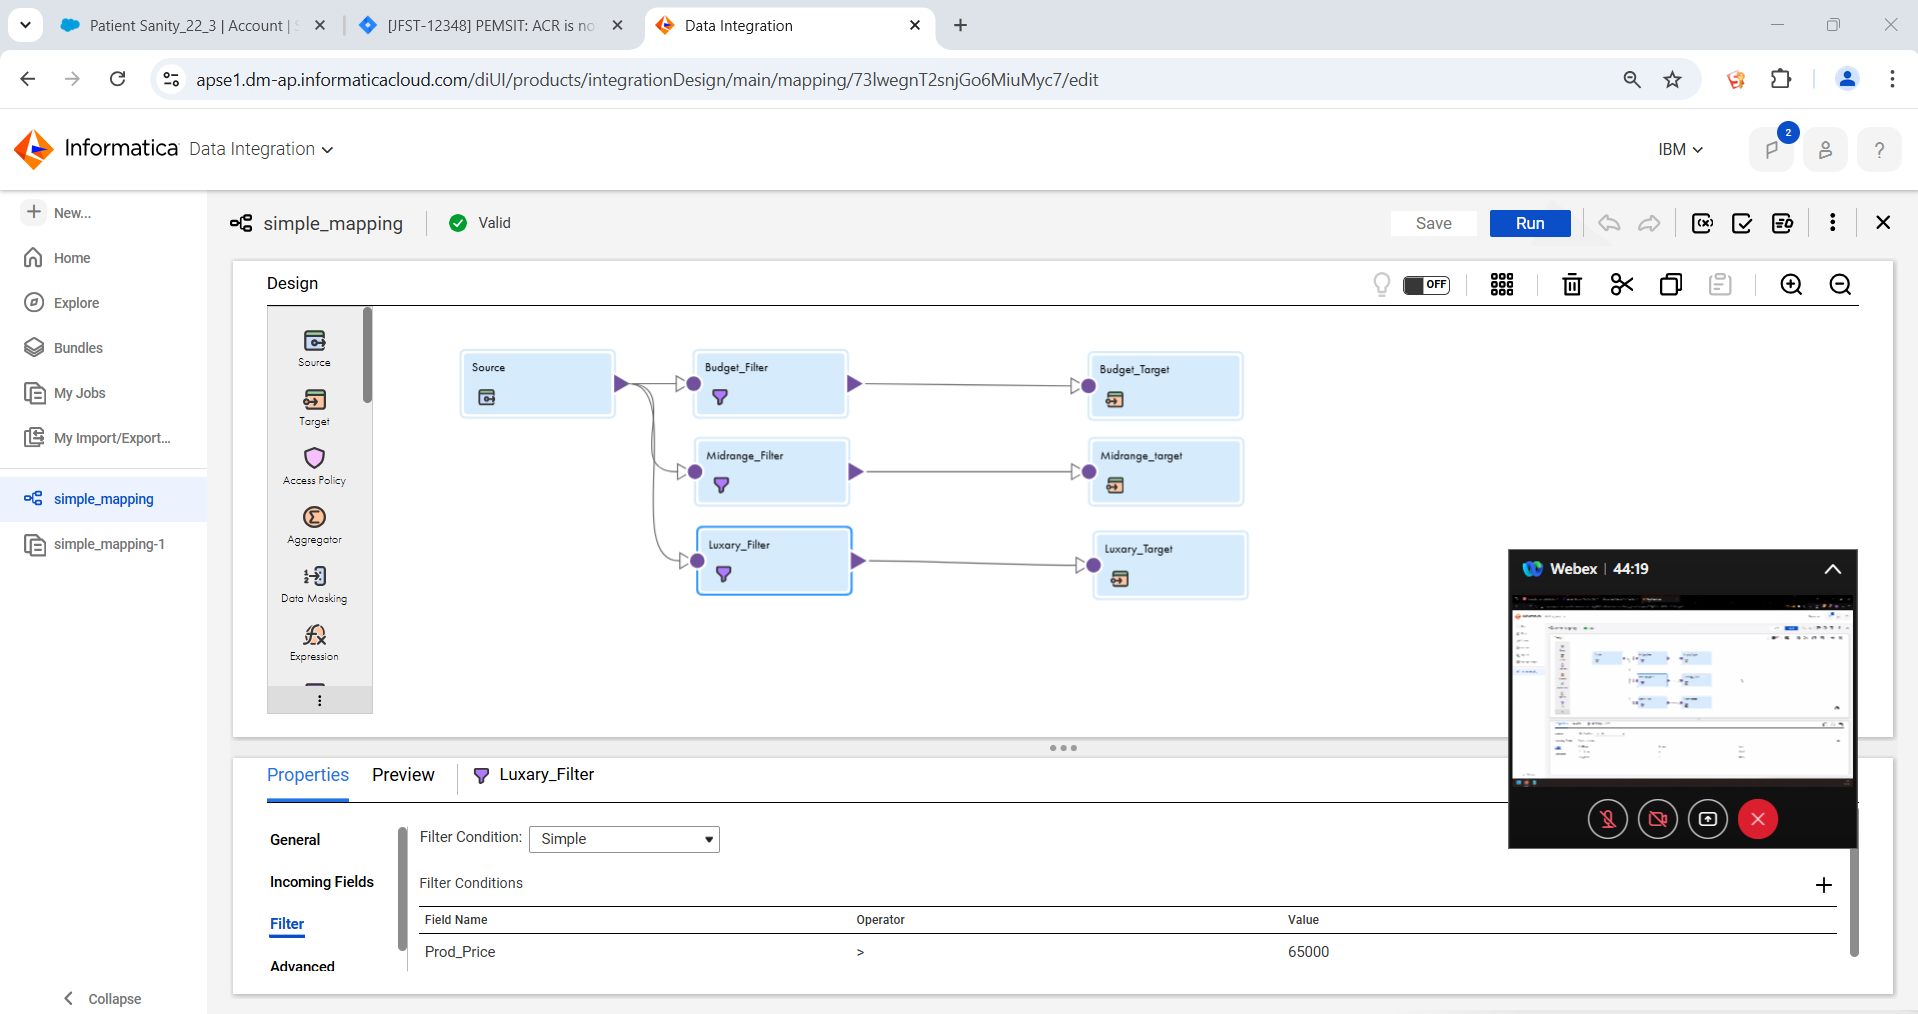 Patient Sanity_22_3 | Account |
[JFST-12348] PEMSIT: ACR is no
Data Integration
apse1.dm-ap.informaticacloud.com/diUI/products/integrationDesign/main/mapping/73lwegnT2snjGo6MiuMyc7/edit
Informatica Data Integration
IBM
2
?
New...
Home
Explore
Bundles
My Jobs
My Import/Export...
simple_mapping
simple_mapping-1
Collapse
simple_mapping
Valid
Save
Run
Design
OFF
Source
Target
Access Policy
Aggregator
Data Masking
Expression
Source
Budget_Filter
Budget_Target
Midrange_Filter
Midrange_target
Luxary_Filter
Luxary_Target
Webex | 44:19
Properties
Preview
Luxary_Filter
General
Incoming Fields
Filter
Advanced
Filter Condition: Simple
Filter Conditions
Field Name Operator Value
Prod_Price > 65000